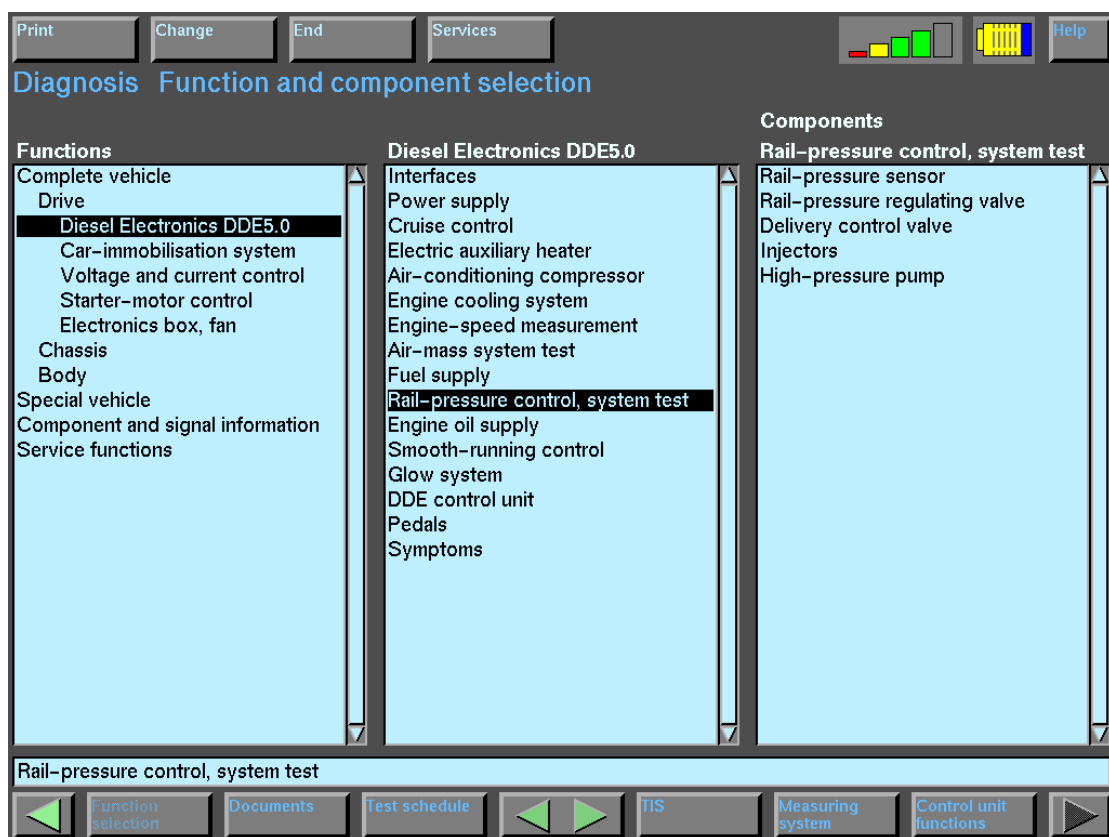 Print
Change
End
Services
Help
Diagnosis Function and component selection
Components
Functions
Diesel Electronics DDE5.0
Rail-pressure control, system test
Complete vehicle
Drive
Diesel Electronics DDE5.0
Car-immobilisation system
Voltage and current control
Starter-motor control
Electronics box, fan
Chassis
Body
Special vehicle
Component and signal information
Service functions
Interfaces
Power supply
Cruise control
Electric auxiliary heater
Air-conditioning compressor
Engine cooling system
Engine-speed measurement
Air-mass system test
Fuel supply
Rail-pressure control, system test
Engine oil supply
Smooth-running control
Glow system
DDE control unit
Pedals
Symptoms
Rail-pressure sensor
Rail-pressure regulating valve
Delivery control valve
Injectors
High-pressure pump
Rail-pressure control, system test
Function
selection
Documents
Test schedule
TIS
Measuring
system
Control unit
functions